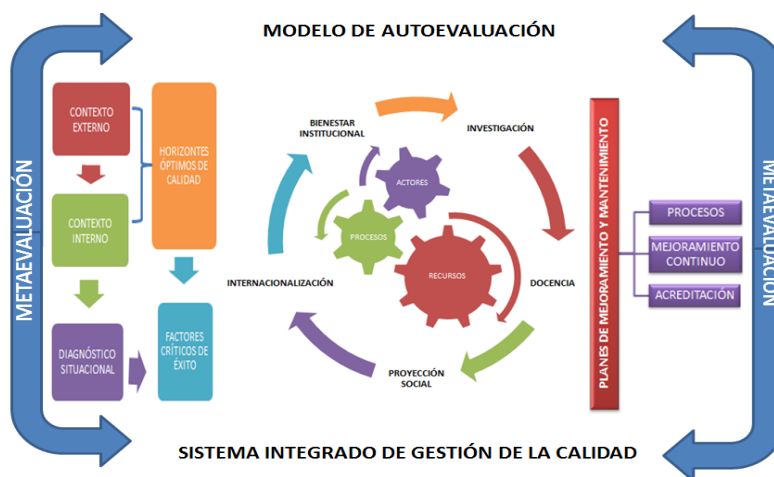 MODELO DE AUTOEVALUACIÓN
METAEVALUACIÓN
CONTEXTO
EXTERNO
CONTEXTO
INTERNO
DIAGNÓSTICO
SITUACIONAL
HORIZONTES
ÓPTIMOS DE
CALIDAD
FACTORES
CRÍTICOS DE
ÉXITO
BIENESTAR
INSTITUCIONAL
INVESTIGACIÓN
ACTORES
PROCESOS
RECURSOS
INTERNACIONALIZACIÓN
DOCENCIA
PROYECCIÓN
SOCIAL
PLANES DE MEJORAMIENTO Y MANTENIMIENTO
PROCESOS
MEJORAMIENTO
CONTINUO
ACREDITACIÓN
METAEVALUACIÓN
SISTEMA INTEGRADO DE GESTIÓN DE LA CALIDAD